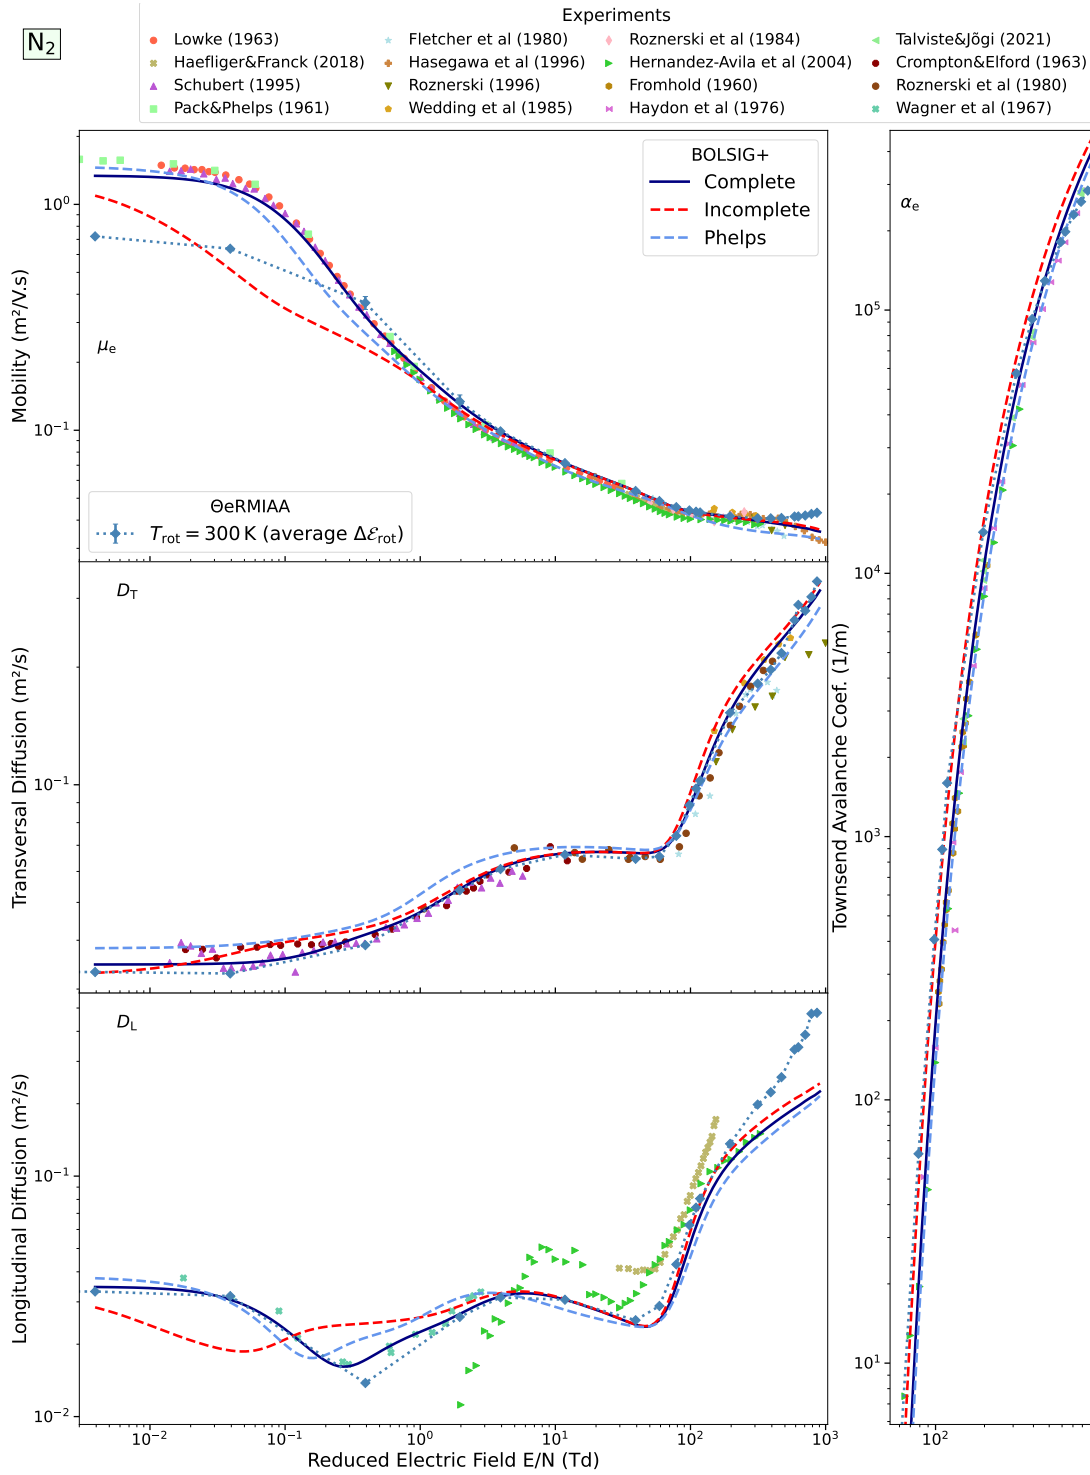 N₂
Experiments
Lowke (1963)
Haefliger&Franck (2018)
Schubert (1995)
Pack&Phelps (1961)
Fletcher et al (1980)
Hasegawa et al (1996)
Roznerski (1996)
Wedding et al (1985)
Roznerski et al (1984)
Hernandez-Avila et al (2004)
Fromhold (1960)
Haydon et al (1976)
Talviste&Jõgi (2021)
Crompton&Elford (1963)
Roznerski et al (1980)
Wagner et al (1967)
BOLSIG+
Complete
Incomplete
Phelps
Mobility (m²/V.s)
10⁰
10⁻¹
μₑ
ΘeRMIAA
T_rot = 300 K (average Δℰ_rot)
Transversal Diffusion (m²/s)
10⁻¹
D_T
Longitudinal Diffusion (m²/s)
10⁻¹
10⁻²
D_L
10⁻² 10⁻¹ 10⁰ 10¹ 10² 10³
Reduced Electric Field E/N (Td)
Townsend Avalanche Coef. (1/m)
αₑ
10⁵
10⁴
10³
10²
10¹
10²